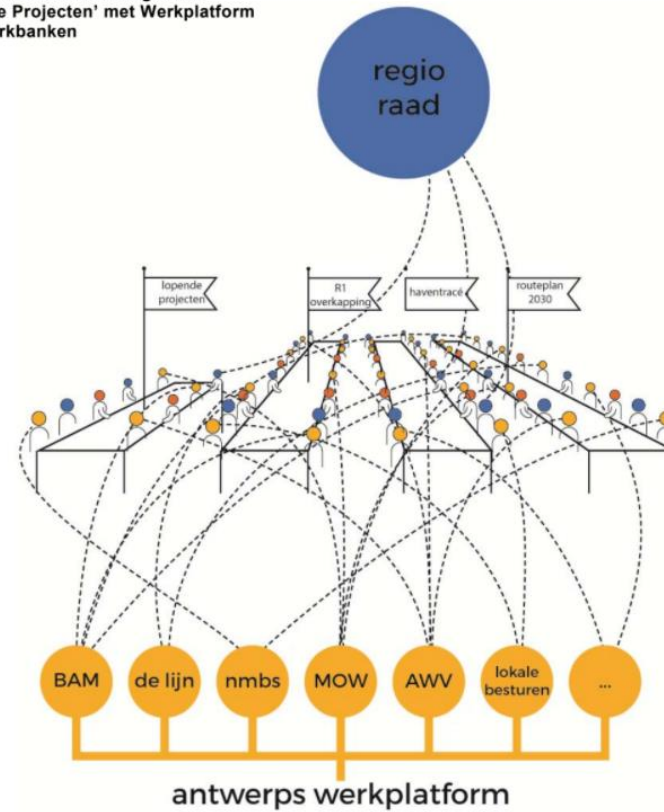 e Projecten’ met Werkplatform
rkbanken
regio
raad
lopende
projecten
R1
overkapping
haventracé
routeplan
2030
BAM
de lijn
nmbs
MOW
AWV
lokale
besturen
...
antwerps werkplatform